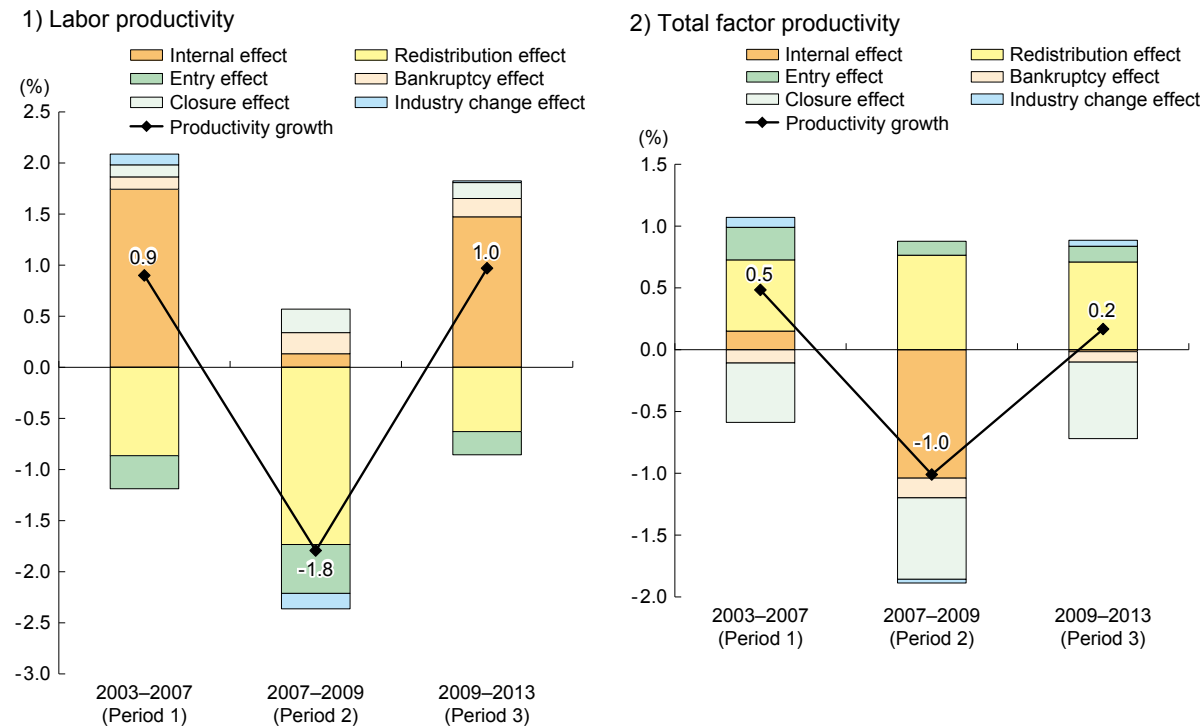 1) Labor productivity
Internal effect
Redistribution effect
Entry effect
Bankruptcy effect
Closure effect
Industry change effect
Productivity growth
(%)
2.5
2.0
1.5
1.0
0.5
0.0
-0.5
-1.0
-1.5
-2.0
-2.5
-3.0
0.9
-1.8
1.0
2003–2007
(Period 1)
2007–2009
(Period 2)
2009–2013
(Period 3)
2) Total factor productivity
Internal effect
Redistribution effect
Entry effect
Bankruptcy effect
Closure effect
Industry change effect
Productivity growth
(%)
1.5
1.0
0.5
0.0
-0.5
-1.0
-1.5
-2.0
0.5
-1.0
0.2
2003–2007
(Period 1)
2007–2009
(Period 2)
2009–2013
(Period 3)